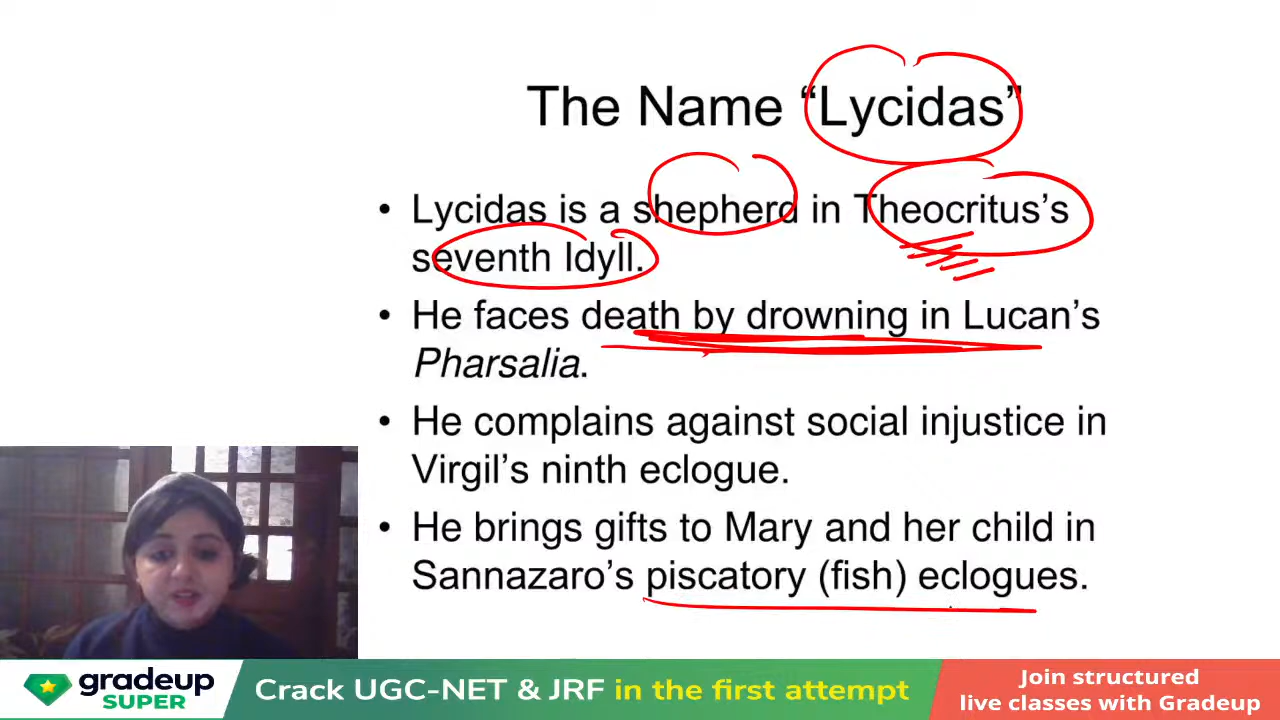 The Name “Lycidas”
• Lycidas is a shepherd in Theocritus’s
seventh Idyll.
• He faces death by drowning in Lucan’s
Pharsalia.
• He complains against social injustice in
Virgil’s ninth eclogue.
• He brings gifts to Mary and her child in
Sannazaro’s piscatory (fish) eclogues.
gradeup
SUPER
Crack UGC-NET & JRF in the first attempt
Join structured
live classes with Gradeup